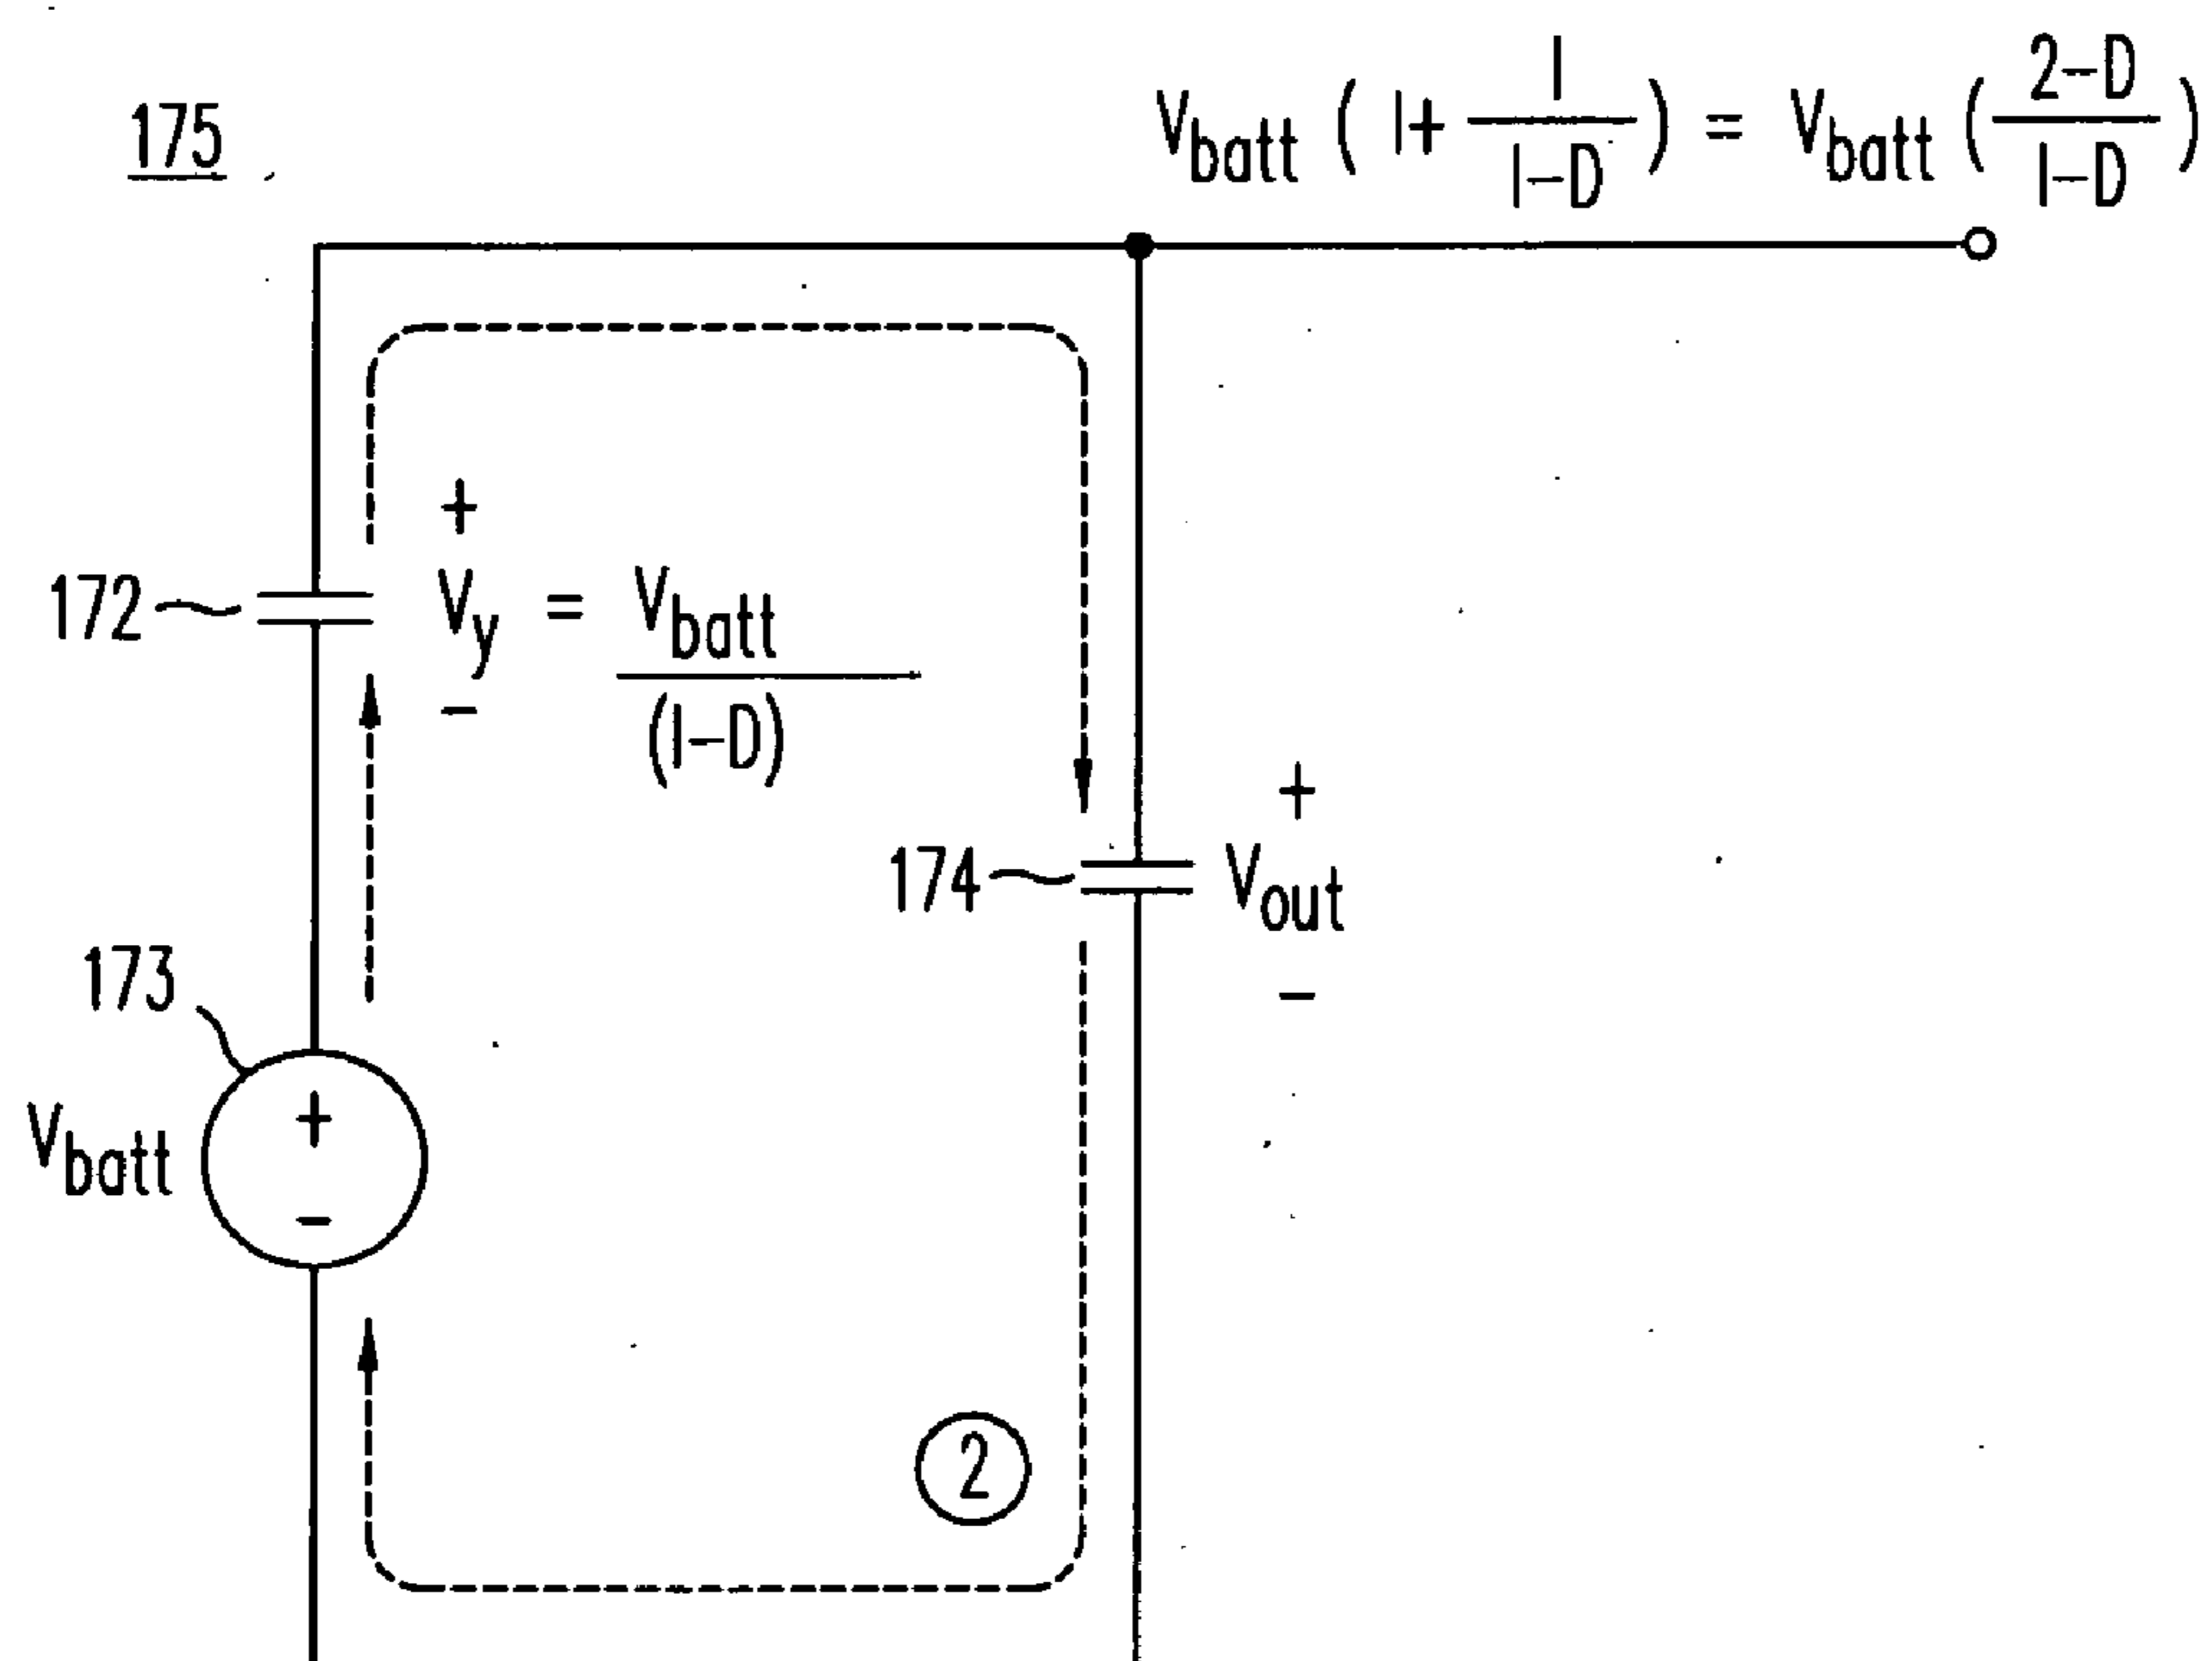 175
Vbatt ( 1+ 1/1-D ) = Vbatt ( 2-D/1-D )
+
172
Vy = Vbatt/(1-D)
-
+
174
Vout
-
173
+
Vbatt
-
2